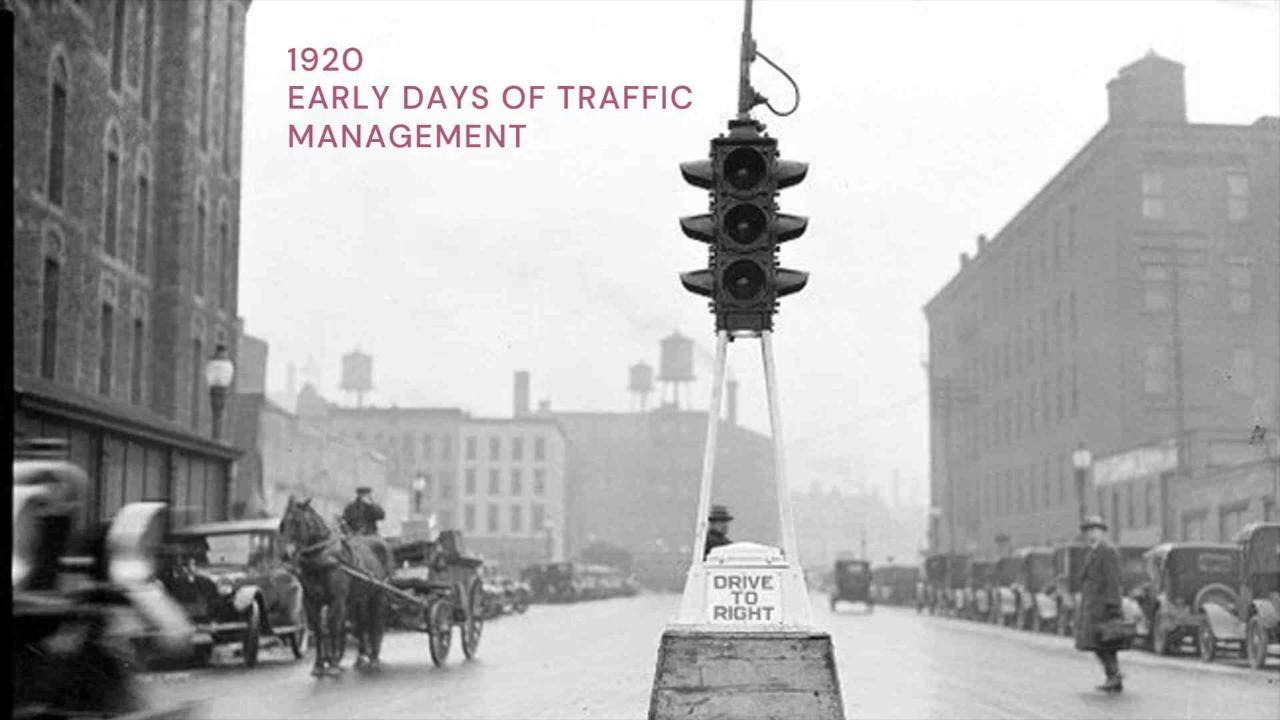 1920
EARLY DAYS OF TRAFFIC
MANAGEMENT
DRIVE
TO
RIGHT